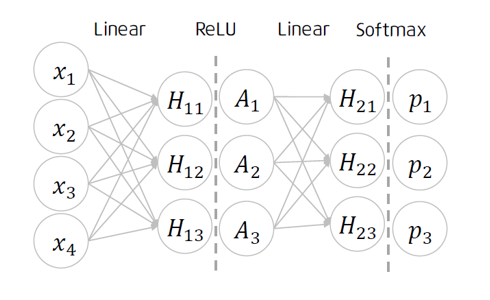 Linear ReLU Linear Softmax
x₁ H₁₁ A₁ H₂₁ p₁
x₂ H₁₂ A₂ H₂₂ p₂
x₃ H₁₃ A₃ H₂₃ p₃
x₄